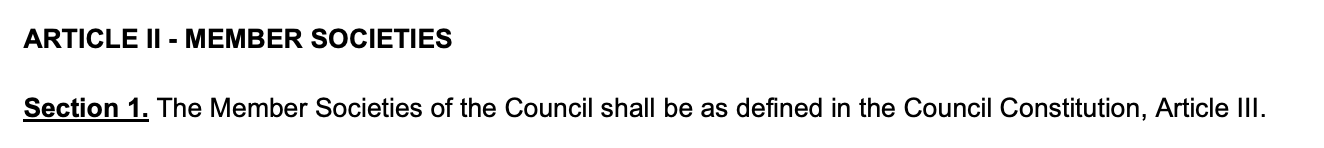 ARTICLE II - MEMBER SOCIETIES
Section 1. The Member Societies of the Council shall be as defined in the Council Constitution, Article III.